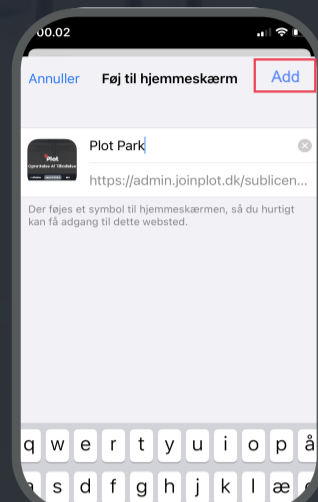 00.02
Annuller Føj til hjemmeskærm Add
Plot Park
Plot
https://admin.joinplot.dk/sublicen...
Der føjes et symbol til hjemmeskærmen, så du hurtigt
kan få adgang til dette websted.
q w e r t y u i o p å
a s d f g h j k l æ